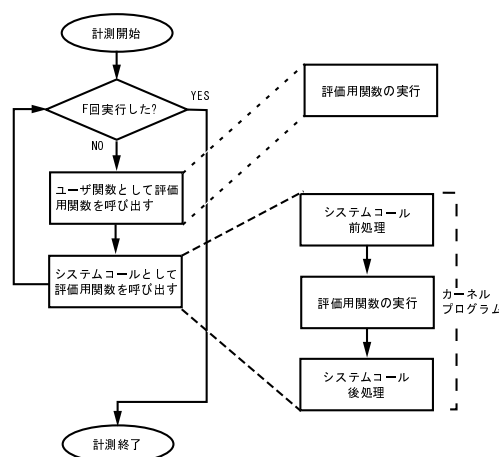 計測開始
F回実行した?
YES
NO
ユーザ関数として評価
用関数を呼び出す
システムコールとして
評価用関数を呼び出す
計測終了
評価用関数の実行
システムコール
前処理
評価用関数の実行
システムコール
後処理
カーネル
プログラム